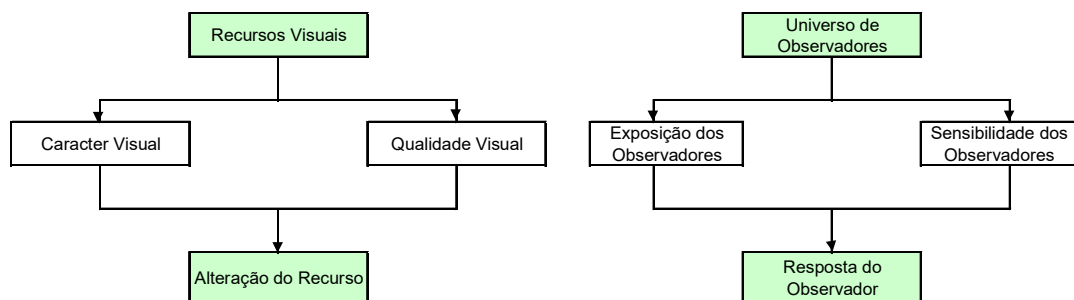 Recursos Visuais
Universo de
Observadores
Caracter Visual
Qualidade Visual
Exposição dos
Observadores
Sensibilidade dos
Observadores
Alteração do Recurso
Resposta do
Observador